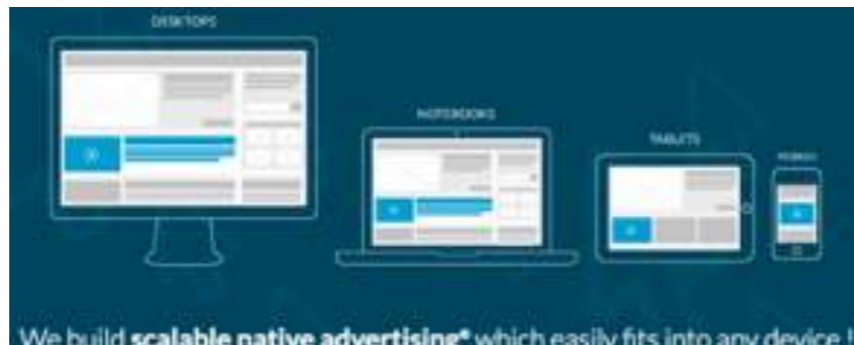 DESKTOPS
NOTEBOOKS
TABLETS
We build scalable native advertising* which easily fits into any device !